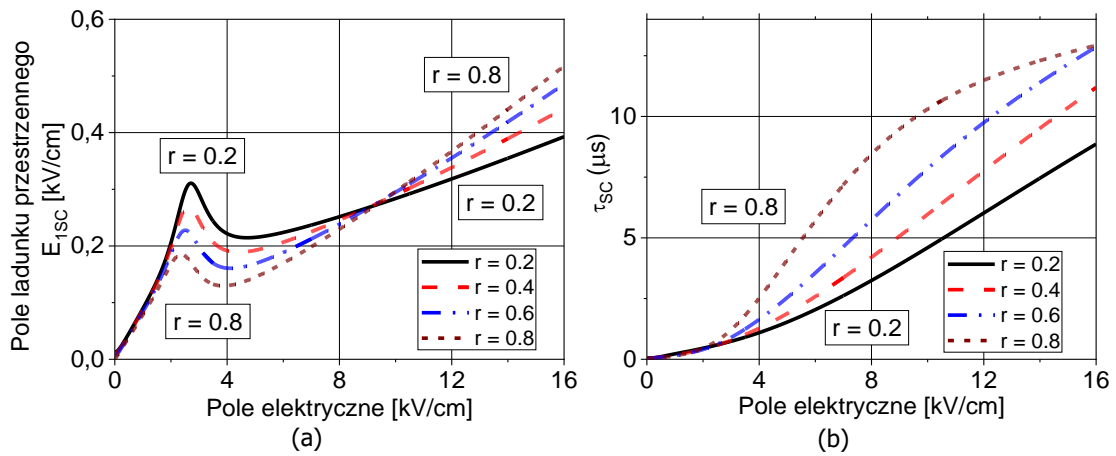 Pole ladunku przestrzennego
E1SC [kV/cm]
0,6
0,4
0,2
0,0
r = 0.2
r = 0.8
r = 0.8
r = 0.2
r = 0.2
r = 0.4
r = 0.6
r = 0.8
0 4 8 12 16
Pole elektryczne [kV/cm]
(a)
τSC (µs)
10
5
0
r = 0.8
r = 0.2
r = 0.2
r = 0.4
r = 0.6
r = 0.8
0 4 8 12 16
Pole elektryczne [kV/cm]
(b)